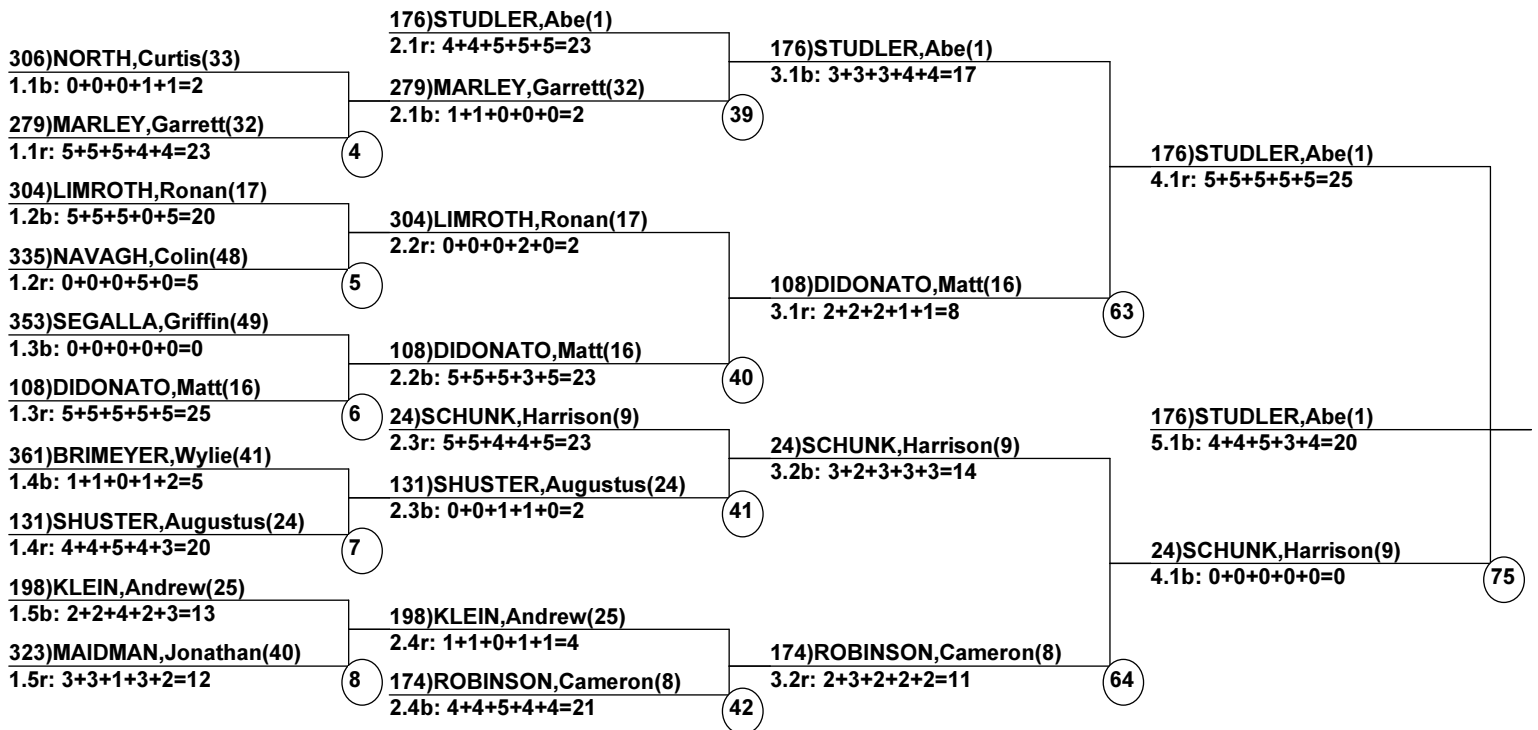 306)NORTH,Curtis(33)
1.1b: 0+0+0+1+1=2
279)MARLEY,Garrett(32)
1.1r: 5+5+5+4+4=23
4
304)LIMROTH,Ronan(17)
1.2b: 5+5+5+0+5=20
335)NAVAGH,Colin(48)
1.2r: 0+0+0+5+0=5
5
353)SEGALLA,Griffin(49)
1.3b: 0+0+0+0+0=0
108)DIDONATO,Matt(16)
1.3r: 5+5+5+5+5=25
6
361)BRIMEYER,Wylie(41)
1.4b: 1+1+0+1+2=5
131)SHUSTER,Augustus(24)
1.4r: 4+4+5+4+3=20
7
198)KLEIN,Andrew(25)
1.5b: 2+2+4+2+3=13
323)MAIDMAN,Jonathan(40)
1.5r: 3+3+1+3+2=12
8
176)STUDLER,Abe(1)
2.1r: 4+4+5+5+5=23
279)MARLEY,Garrett(32)
2.1b: 1+1+0+0+0=2
39
304)LIMROTH,Ronan(17)
2.2r: 0+0+0+2+0=2
108)DIDONATO,Matt(16)
2.2b: 5+5+5+3+5=23
40
24)SCHUNK,Harrison(9)
2.3r: 5+5+4+4+5=23
131)SHUSTER,Augustus(24)
2.3b: 0+0+1+1+0=2
41
198)KLEIN,Andrew(25)
2.4r: 1+1+0+1+1=4
174)ROBINSON,Cameron(8)
2.4b: 4+4+5+4+4=21
42
176)STUDLER,Abe(1)
3.1b: 3+3+3+4+4=17
108)DIDONATO,Matt(16)
3.1r: 2+2+2+1+1=8
63
24)SCHUNK,Harrison(9)
3.2b: 3+2+3+3+3=14
174)ROBINSON,Cameron(8)
3.2r: 2+3+2+2+2=11
64
176)STUDLER,Abe(1)
4.1r: 5+5+5+5+5=25
176)STUDLER,Abe(1)
5.1b: 4+4+5+3+4=20
24)SCHUNK,Harrison(9)
4.1b: 0+0+0+0+0=0
75